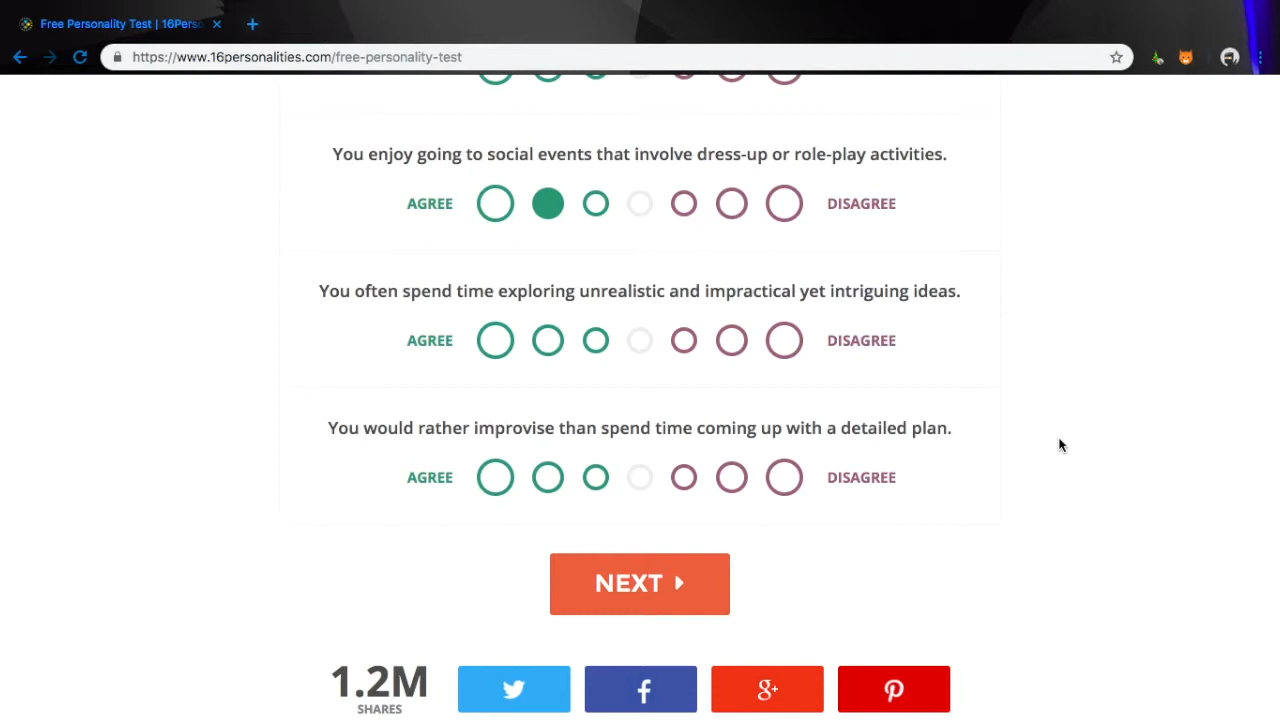 Free Personality Test | 16Perso
https://www.16personalities.com/free-personality-test
You enjoy going to social events that involve dress-up or role-play activities.
AGREE DISAGREE
You often spend time exploring unrealistic and impractical yet intriguing ideas.
AGREE DISAGREE
You would rather improvise than spend time coming up with a detailed plan.
AGREE DISAGREE
NEXT
1.2M
SHARES
g+